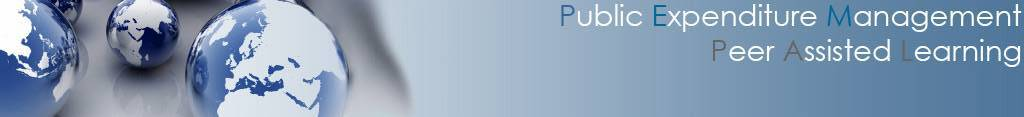 Public Expenditure Management
Peer Assisted Learning